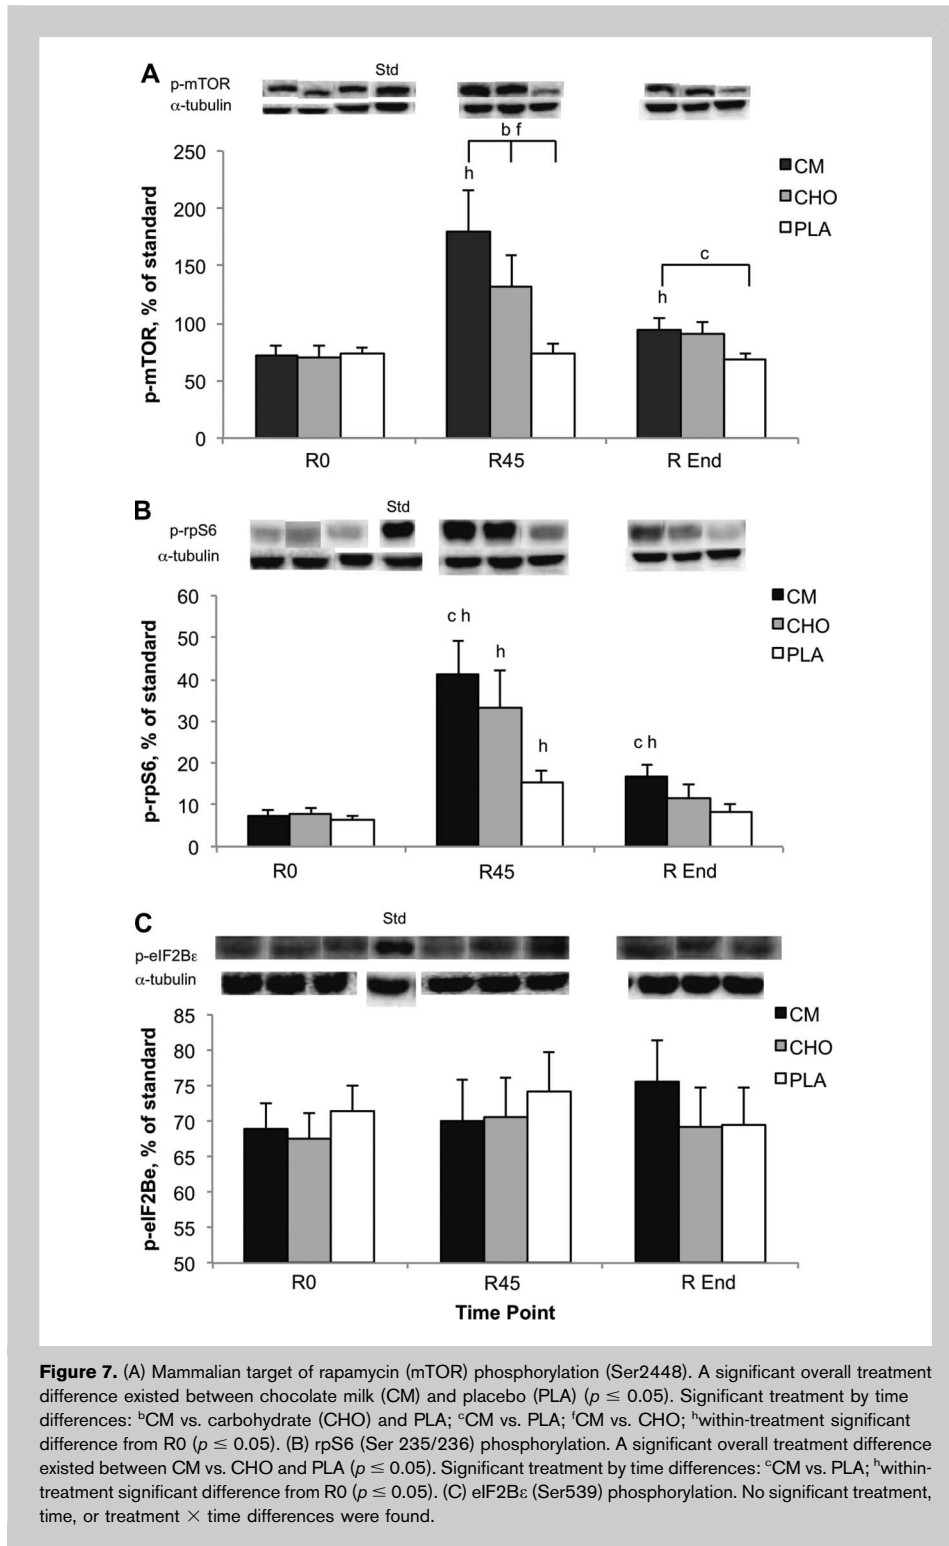 A
p-mTOR
Std
α-tubulin
b f
h
c
h
250
200
150
100
50
0
p-mTOR, % of standard
CM
CHO
PLA
R0 R45 R End
B
Std
p-rpS6
α-tubulin
60
50
40
30
20
10
0
p-rpS6, % of standard
c h
h
h
c h
CM
CHO
PLA
R0 R45 R End
C
Std
p-eIF2Bε
α-tubulin
85
80
75
70
65
60
55
50
p-eIF2Be, % of standard
CM
CHO
PLA
R0 R45 R End
Time Point
Figure 7. (A) Mammalian target of rapamycin (mTOR) phosphorylation (Ser2448). A significant overall treatment
difference existed between chocolate milk (CM) and placebo (PLA) (p ≤ 0.05). Significant treatment by time
differences: ᵇCM vs. carbohydrate (CHO) and PLA; ᶜCM vs. PLA; ᶠCM vs. CHO; ʰwithin-treatment significant
difference from R0 (p ≤ 0.05). (B) rpS6 (Ser 235/236) phosphorylation. A significant overall treatment difference
existed between CM vs. CHO and PLA (p ≤ 0.05). Significant treatment by time differences: ᶜCM vs. PLA; ʰwithin-
treatment significant difference from R0 (p ≤ 0.05). (C) eIF2Bε (Ser539) phosphorylation. No significant treatment,
time, or treatment × time differences were found.